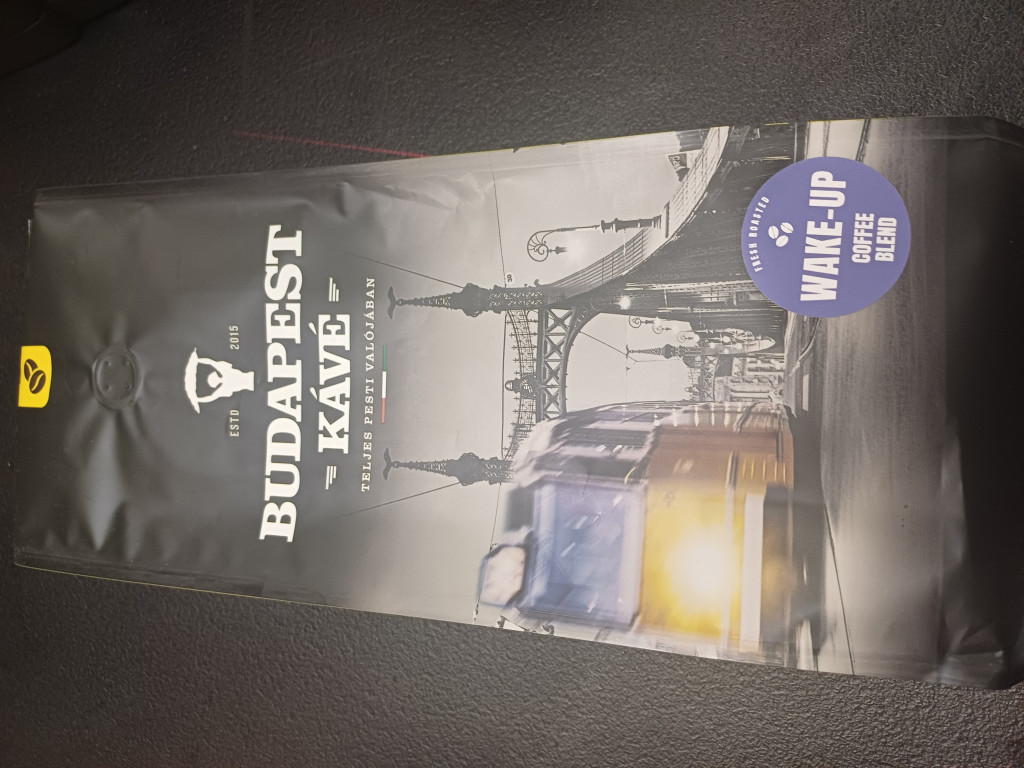 ESTD 2015
BUDAPEST
KÁVÉ
TELJES PESTI VALÓJÁBAN
FRESH ROASTED
WAKE-UP
COFFEE
BLEND